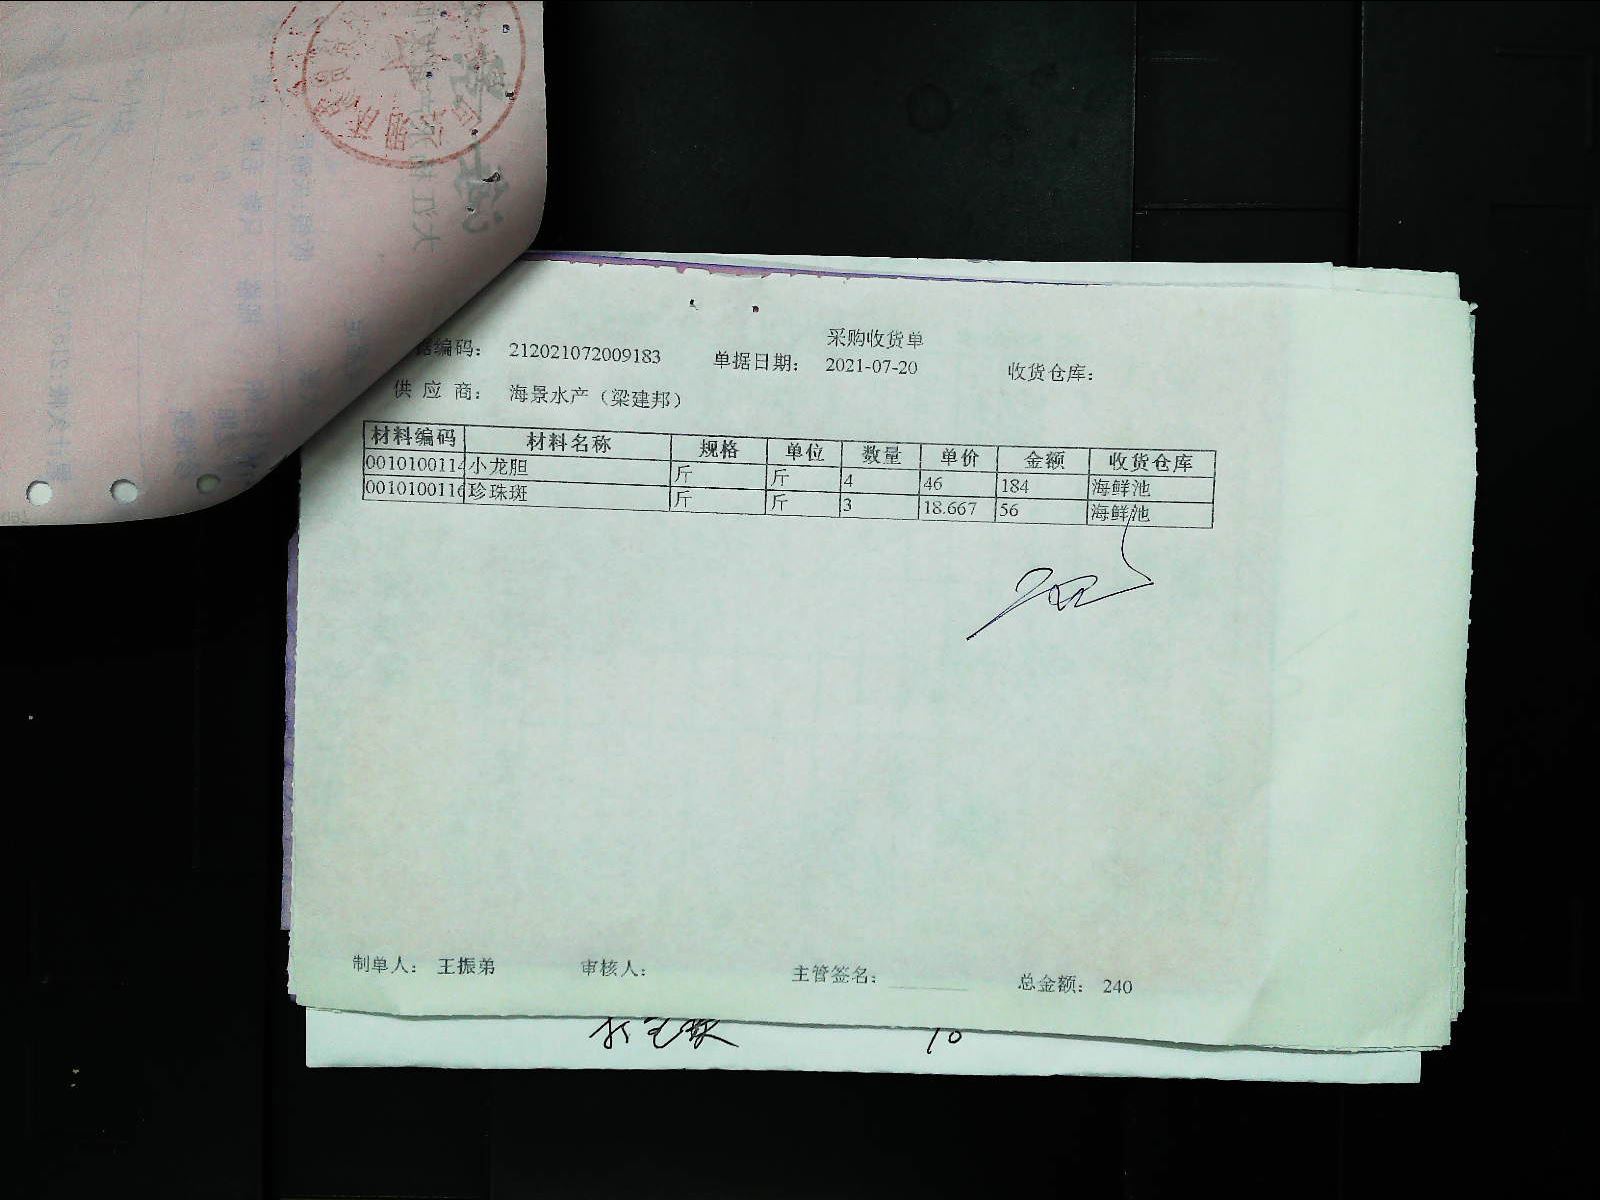 采购收货单
据编码： 212021072009183 单据日期： 2021-07-20 收货仓库：
供 应 商： 海景水产（梁建邦）
材料编码 材料名称 规格 单位 数量 单价 金额 收货仓库
0010100114 小龙胆 斤 斤 4 46 184 海鲜池
0010100116 珍珠斑 斤 斤 3 18.667 56 海鲜池
制单人： 王振弟 审核人： 主管签名： 总金额： 240
10